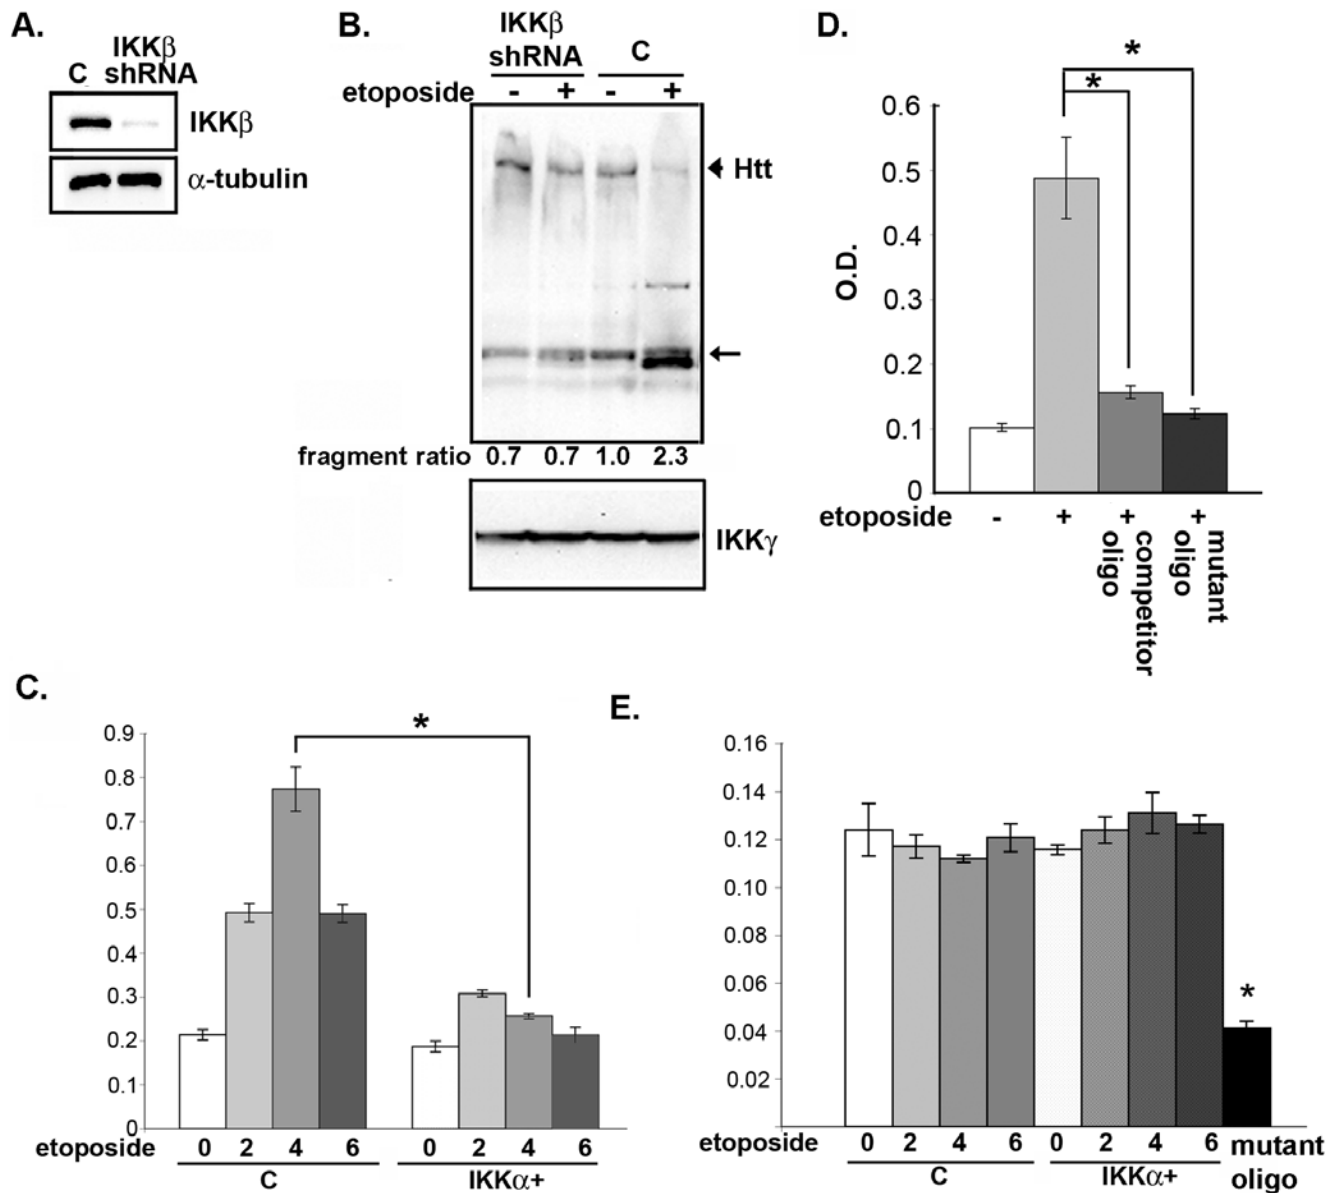 A.
IKKβ
C shRNA
IKKβ
α-tubulin
B.
IKKβ
shRNA C
etoposide - + - +
Htt
fragment ratio 0.7 0.7 1.0 2.3
IKKγ
D.
* *
O.D.
0.6
0.5
0.4
0.3
0.2
0.1
0
etoposide - + + +
competitor
oligo
mutant
oligo
C.
*
0.9
0.8
0.7
0.6
0.5
0.4
0.3
0.2
0.1
0
etoposide 0 2 4 6 0 2 4 6
C IKKα+
E.
0.16
0.14
0.12
0.10
0.08
0.06
0.04
0.02
*
etoposide 0 2 4 6 0 2 4 6 mutant
C IKKα+ oligo